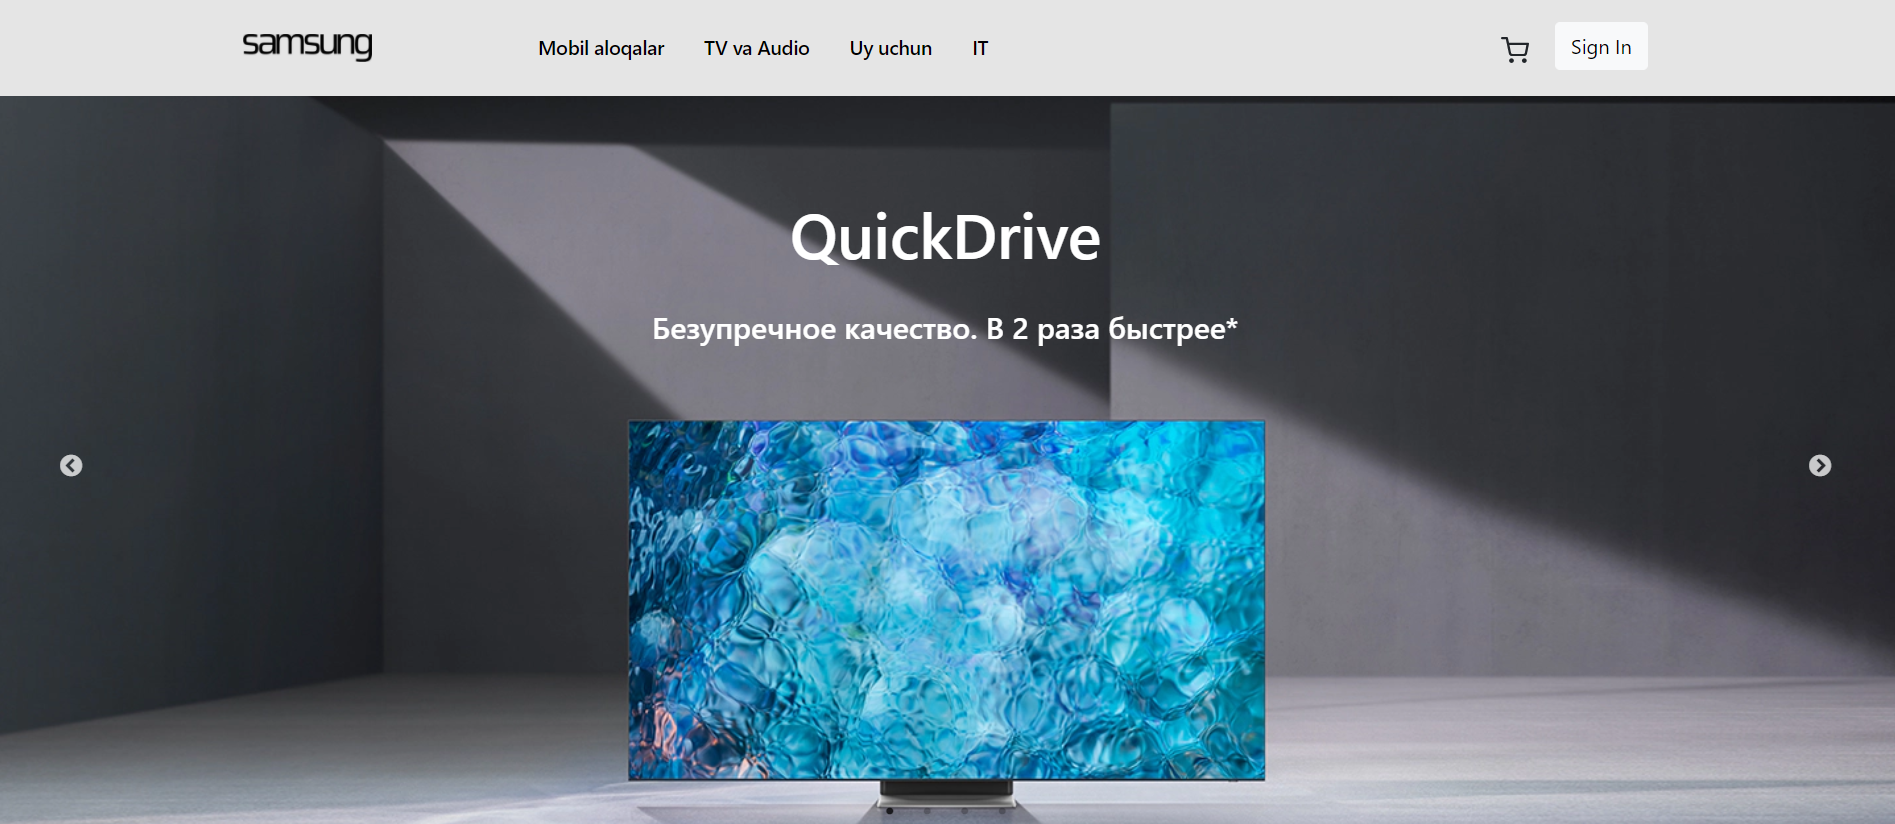 samsung
Mobil aloqalar TV va Audio Uy uchun IT Sign In
QuickDrive
Безупречное качество. В 2 раза быстрее*